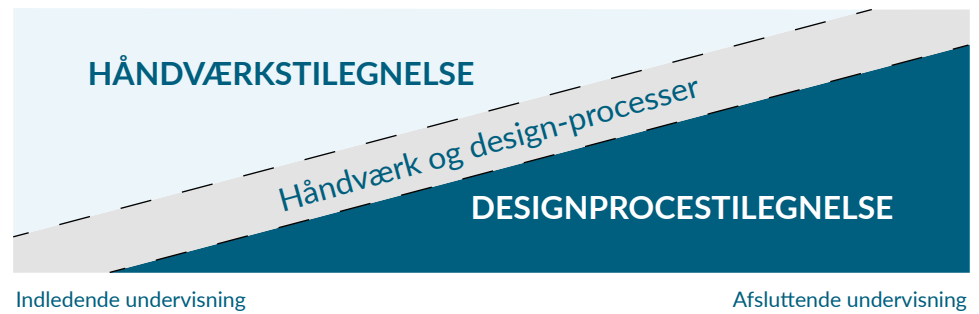 HÅNDVÆRKSTILEGNELSE
Håndværk og design-processer
DESIGNPROCESTILEGNELSE
Indledende undervisning
Afsluttende undervisning